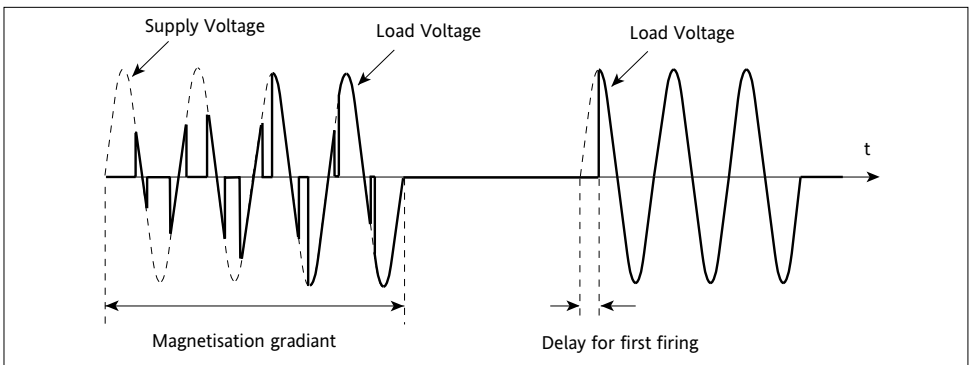 Supply Voltage
Load Voltage
Load Voltage
t
Magnetisation gradiant
Delay for first firing